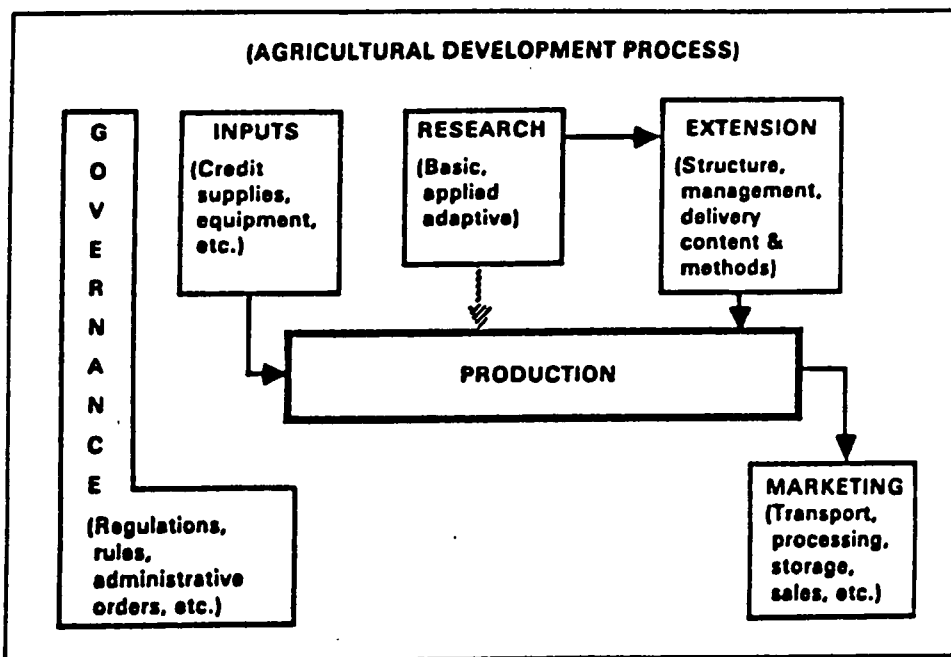 (AGRICULTURAL DEVELOPMENT PROCESS)
GOVERNANCE
(Regulations,
rules,
administrative
orders, etc.)
INPUTS
(Credit
supplies,
equipment,
etc.)
RESEARCH
(Basic,
applied
adaptive)
EXTENSION
(Structure,
management,
delivery
content &
methods)
PRODUCTION
MARKETING
(Transport,
processing,
storage,
sales, etc.)